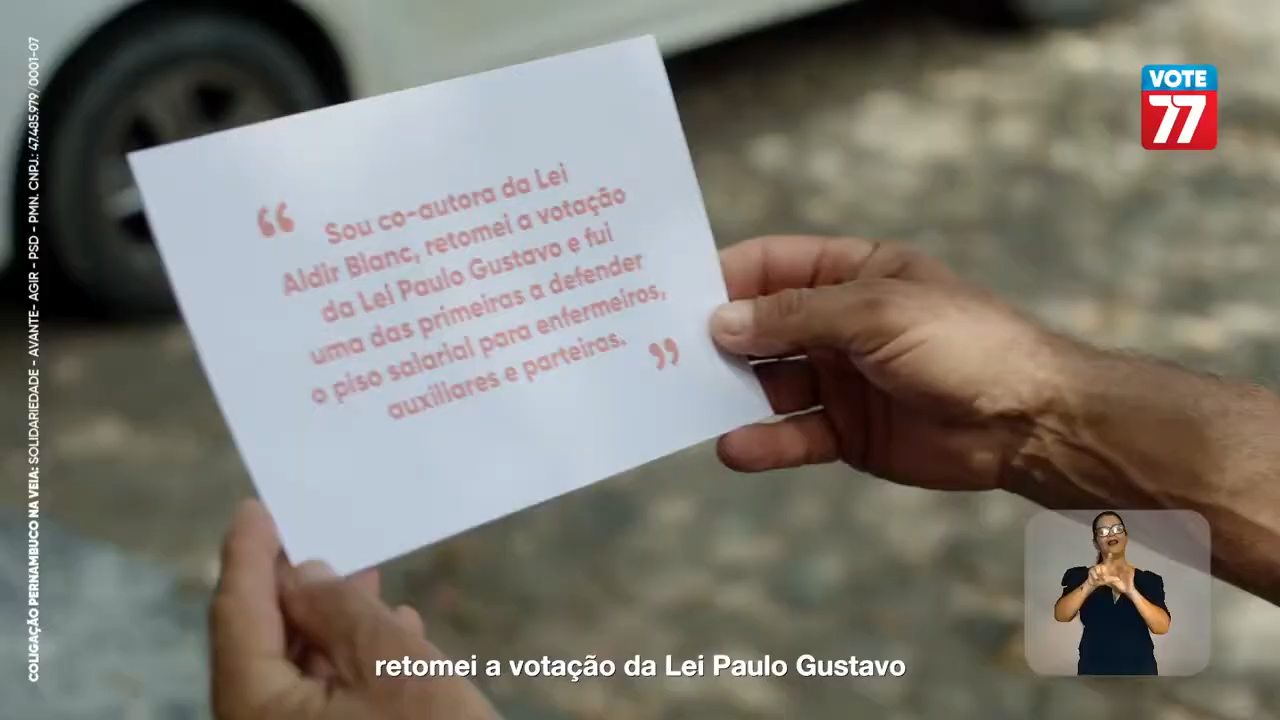 COLIGAÇÃO PERNAMBUCO NA VEIA: SOLIDARIEDADE - AVANTE- AGIR - PSD - PMN. CNPJ.: 47.485.979/0001-07
VOTE
77
“ Sou co-autora da Lei
Aldir Blanc, retomei a votação
da Lei Paulo Gustavo e fui
uma das primeiras a defender
o piso salarial para enfermeiros,
auxiliares e parteiras. ”
retomei a votação da Lei Paulo Gustavo